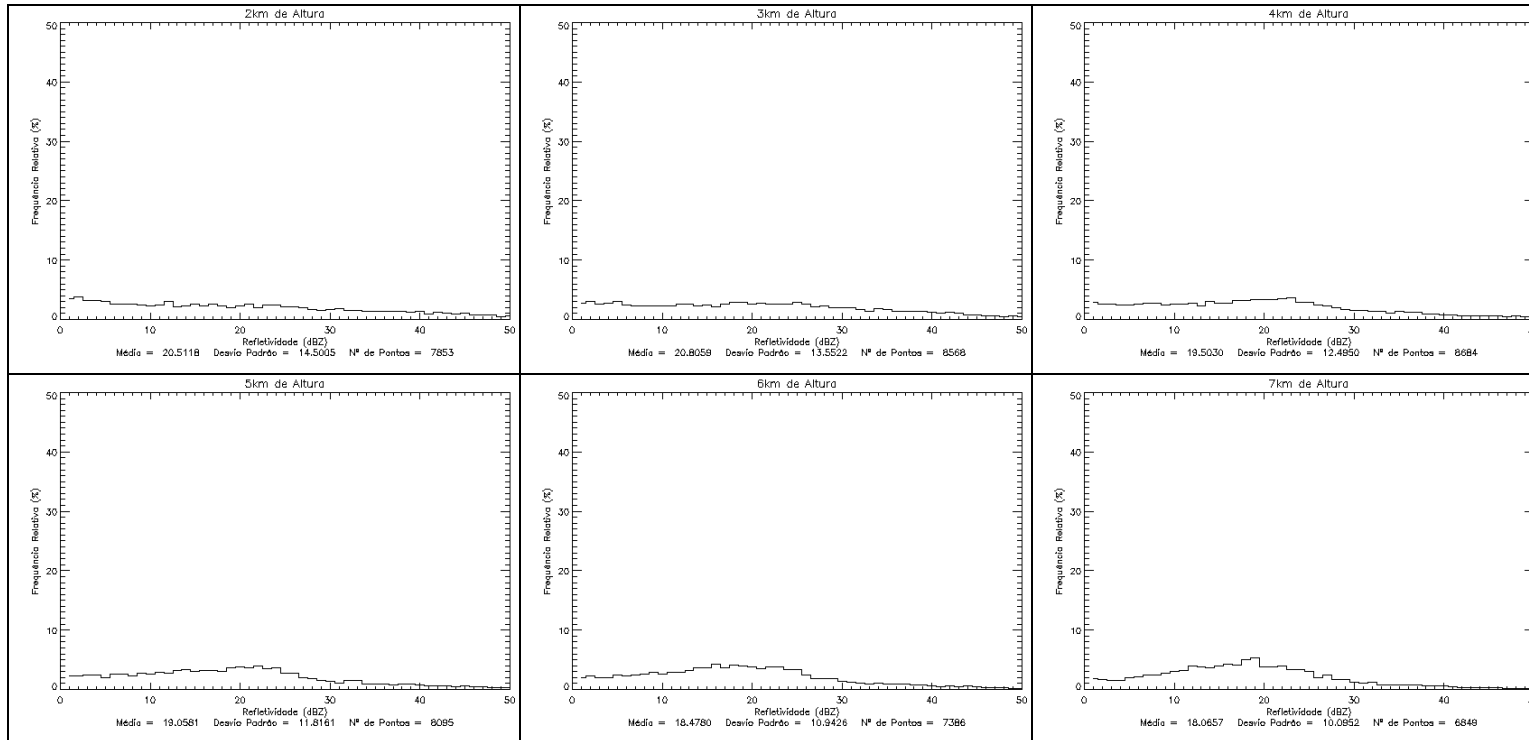 2km de Altura
50
40
30
20
10
0
Frequência Relativa (%)
0 10 20 30 40 50
Refletividade (dBZ)
Média = 20.5118 Desvio Padrão = 14.5005 Nº de Pontos = 7853
3km de Altura
50
40
30
20
10
0
Frequência Relativa (%)
0 10 20 30 40 50
Refletividade (dBZ)
Média = 20.8059 Desvio Padrão = 13.5522 Nº de Pontos = 8568
4km de Altura
50
40
30
20
10
0
Frequência Relativa (%)
0 10 20 30 40
Refletividade (dBZ)
Média = 19.5030 Desvio Padrão = 12.4950 Nº de Pontos = 8684
5km de Altura
50
40
30
20
10
0
Frequência Relativa (%)
0 10 20 30 40 50
Refletividade (dBZ)
Média = 19.0581 Desvio Padrão = 11.8161 Nº de Pontos = 8095
6km de Altura
50
40
30
20
10
0
Frequência Relativa (%)
0 10 20 30 40 50
Refletividade (dBZ)
Média = 18.4780 Desvio Padrão = 10.9426 Nº de Pontos = 7386
7km de Altura
50
40
30
20
10
0
Frequência Relativa (%)
0 10 20 30 40
Refletividade (dBZ)
Média = 18.0657 Desvio Padrão = 10.0952 Nº de Pontos = 6849